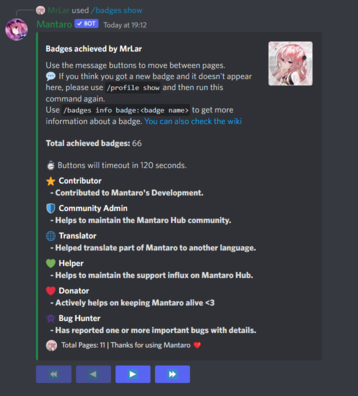 MrLar used /badges show
Mantaro ✓ BOT Today at 19:12
Badges achieved by MrLar
Use the message buttons to move between pages.
💬 If you think you got a new badge and it doesn't appear
here, please use /profile show and then run this
command again.
Use /badges info badge:<badge name> to get more
information about a badge. You can also check the wiki
Total achieved badges: 66
⏱ Buttons will timeout in 120 seconds.
⭐ Contributor
- Contributed to Mantaro's Development.
🛡 Community Admin
- Helps to maintain the Mantaro Hub community.
🌐 Translator
- Helped translate part of Mantaro to another language.
💚 Helper
- Helps to maintain the support influx on Mantaro Hub.
❤ Donator
- Actively helps on keeping Mantaro alive <3
👾 Bug Hunter
- Has reported one or more important bugs with details.
Total Pages: 11 | Thanks for using Mantaro ❤